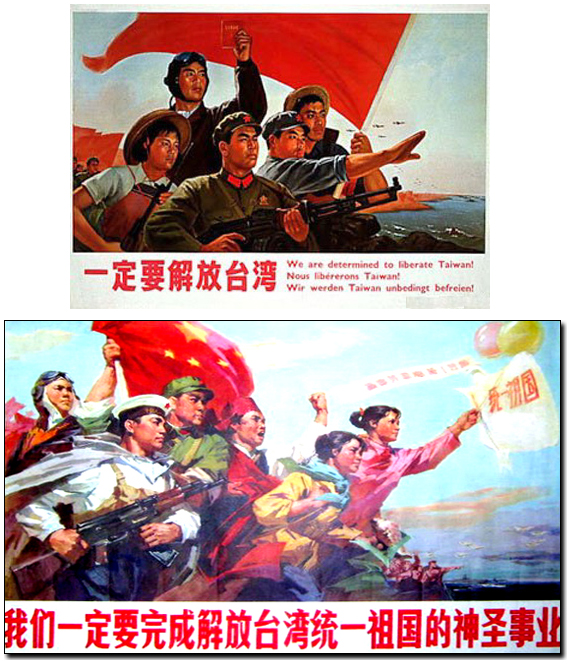 一定要解放台湾
We are determined to liberate Taiwan!
Nous libérerons Taiwan!
Wir werden Taiwan unbedingt befreien!
祖国
我们一定要完成解放台湾统一祖国的神圣事业